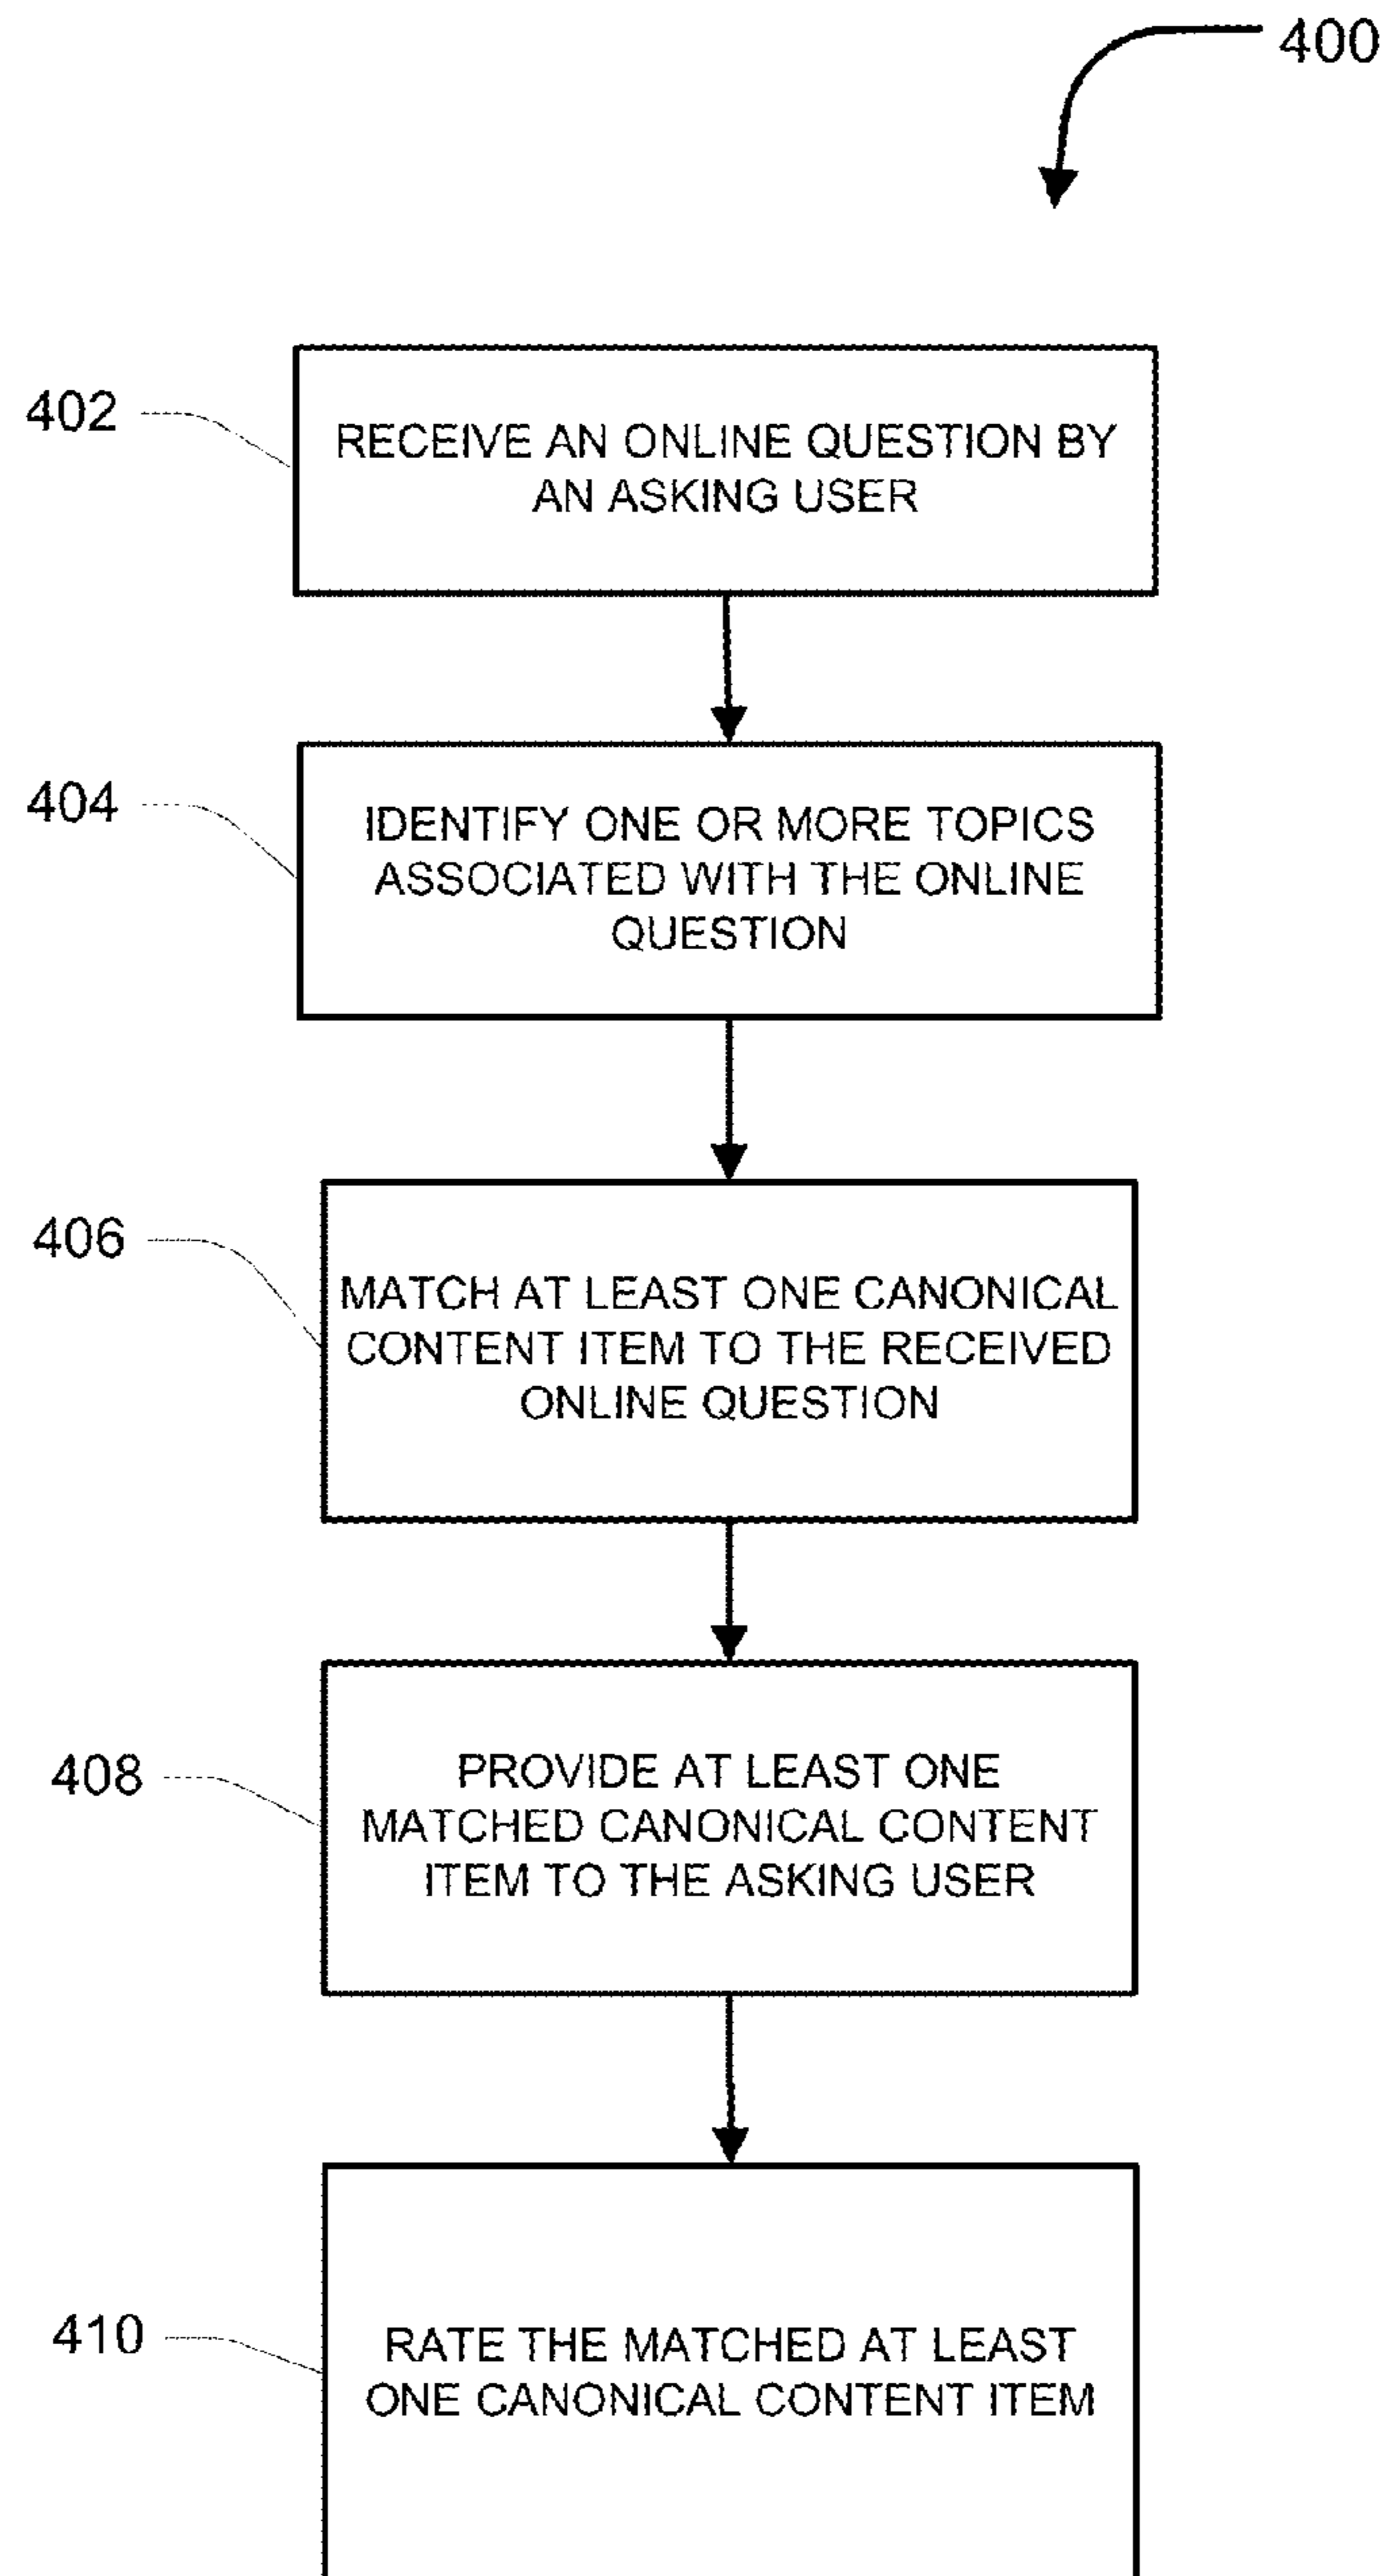 400
402
RECEIVE AN ONLINE QUESTION BY
AN ASKING USER
404
IDENTIFY ONE OR MORE TOPICS
ASSOCIATED WITH THE ONLINE
QUESTION
406
MATCH AT LEAST ONE CANONICAL
CONTENT ITEM TO THE RECEIVED
ONLINE QUESTION
408
PROVIDE AT LEAST ONE
MATCHED CANONICAL CONTENT
ITEM TO THE ASKING USER
410
RATE THE MATCHED AT LEAST
ONE CANONICAL CONTENT ITEM